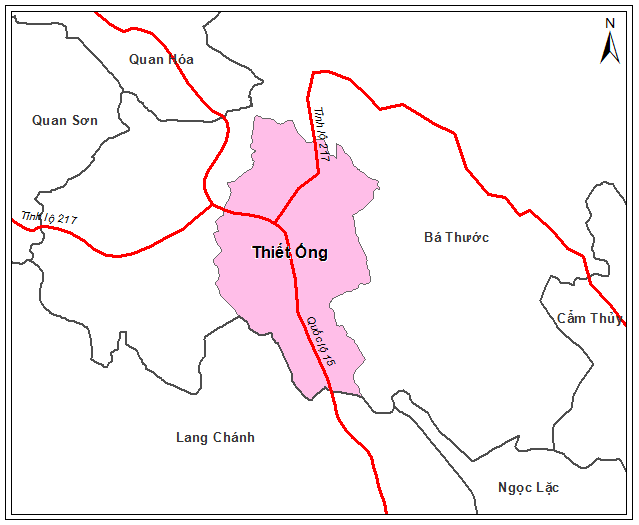 N
Quan Hóa
Quan Sơn
Tỉnh lộ 217
Tỉnh lộ 217
Bá Thước
Thiết Ống
Cẩm Thủy
Quốc lộ 15
Lang Chánh
Ngọc Lặc